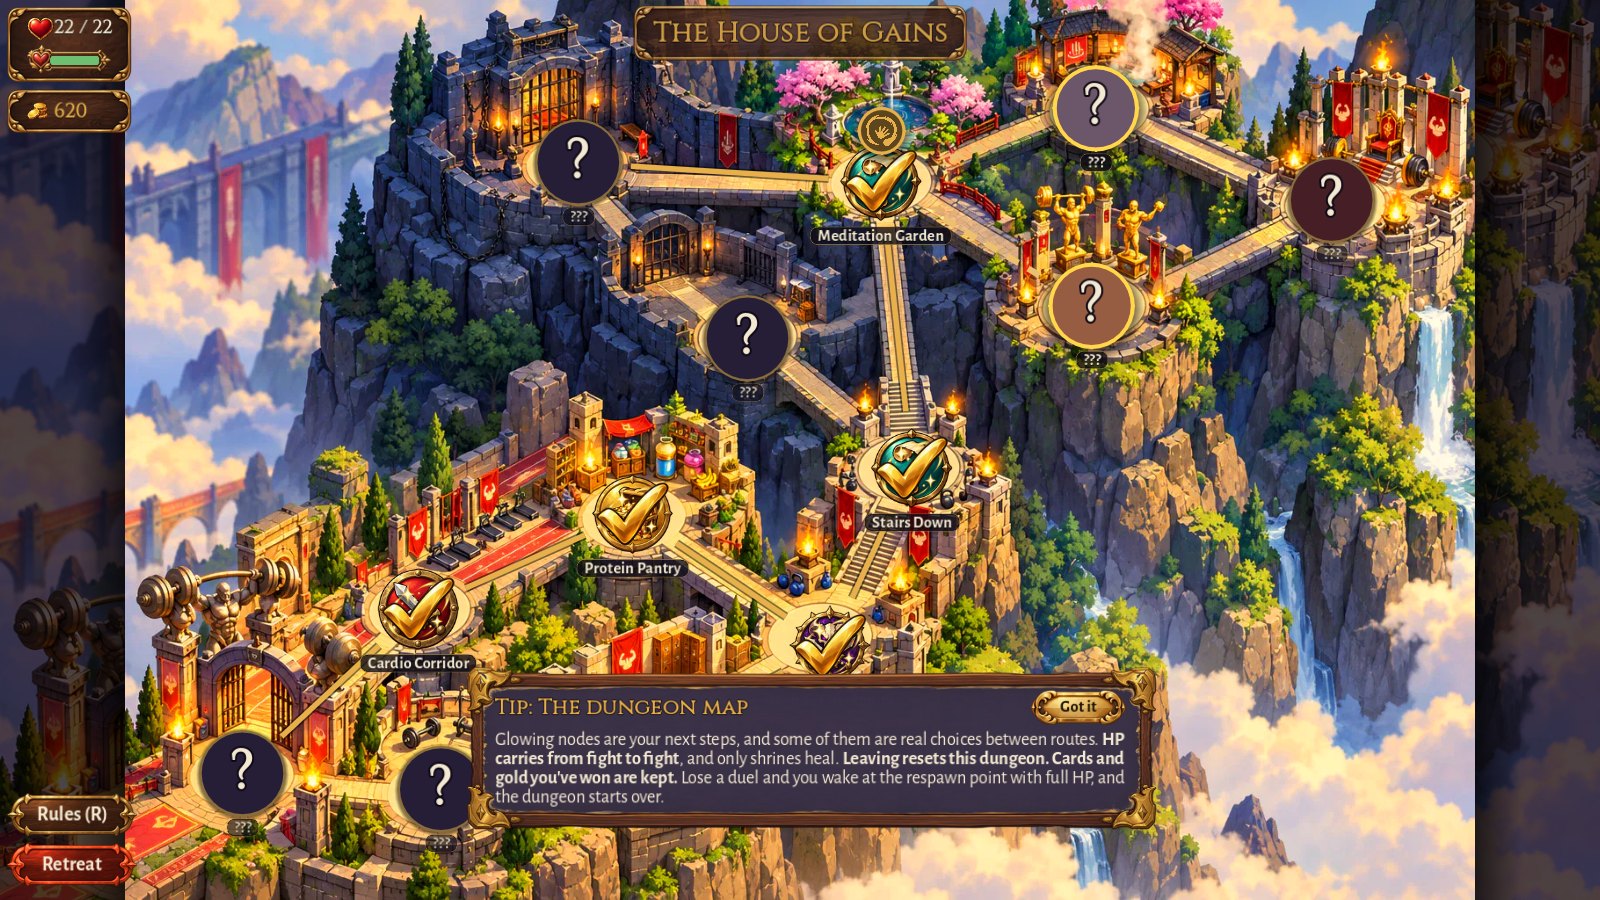 22 / 22
THE HOUSE OF GAINS
620
?
???
?
???
Meditation Garden
?
???
?
???
?
???
Stairs Down
Protein Pantry
Cardio Corridor
TIP: THE DUNGEON MAP
Got it
Glowing nodes are your next steps, and some of them are real choices between routes. HP
carries from fight to fight, and only shrines heal. Leaving resets this dungeon. Cards and
gold you've won are kept. Lose a duel and you wake at the respawn point with full HP, and
the dungeon starts over.
?
???
?
???
Rules (R)
Retreat